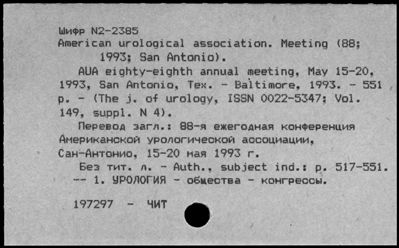 Шифр N2-2385
American urological association. Meeting (88;
1993; San Antonio).
AUA eighty-eighth annual meeting, May 15-20,
1993, San Antonio, Tex. - Baltimore, 1993. - 551
p. - (The j. of urology, ISSN 0022-5347; Vol.
149, suppl. N 4).
Перевод загл.: 88-я ежегодная конференция
Американской урологической ассоциации,
Сан-Антонио, 15-20 мая 1993 г.
Без тит. л. - Auth., subject ind.: p. 517-551.
-- 1. УРОЛОГИЯ - общества - конгрессы.
197297 - ЧИТ